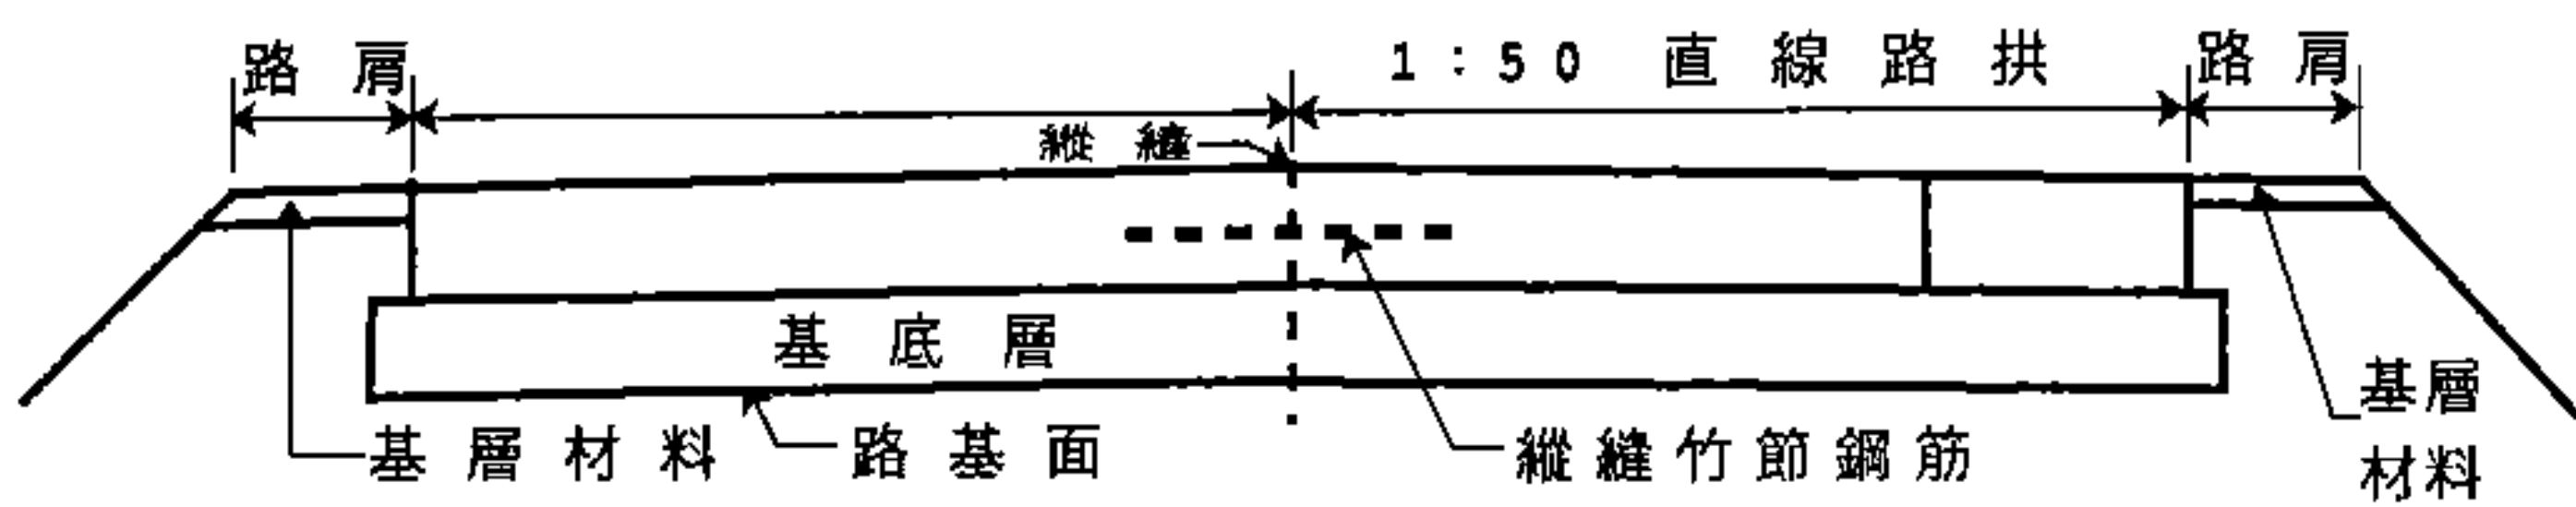 路肩
1:50 直線路拱
路肩
縱縫
基底層
基層材料
路基面
縱縫竹節鋼筋
基層
材料